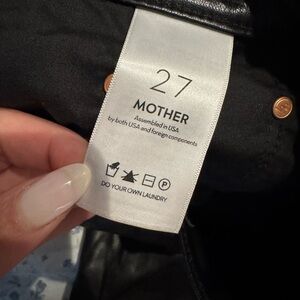 27
MOTHER
Assembled in USA
by both USA and foreign components
P
DO YOUR OWN LAUNDRY